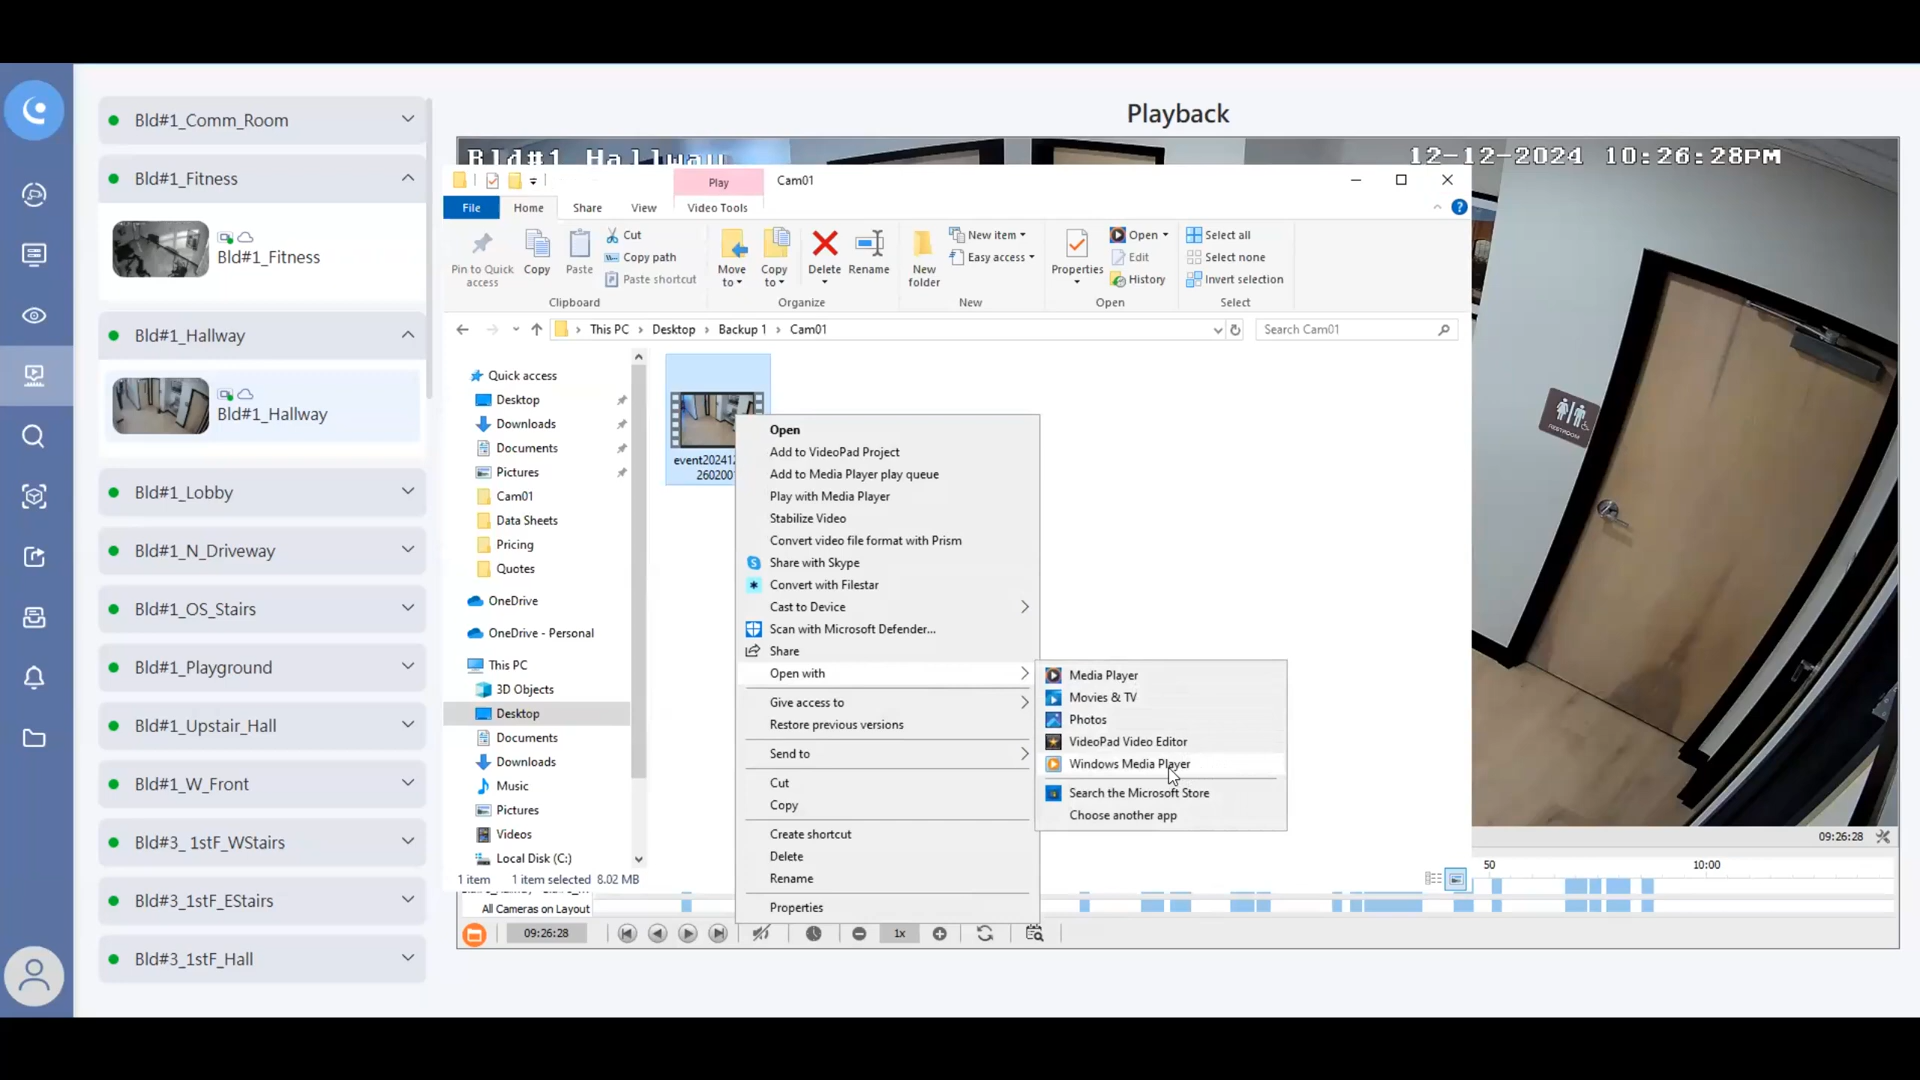 Bld#1_Comm_Room
Bld#1_Fitness
Bld#1_Fitness
Bld#1_Hallway
Bld#1_Hallway
Bld#1_Lobby
Bld#1_N_Driveway
Bld#1_OS_Stairs
Bld#1_Playground
Bld#1_Upstair_Hall
Bld#1_W_Front
Bld#3_ 1stF_WStairs
Bld#3_1stF_EStairs
Bld#3_1stF_Hall
Playback
Bld#1 Hallway
12-12-2024 10:26:28PM
Play
Cam01
File
Home
Share
View
Video Tools
Pin to Quick access
Copy
Paste
Cut
Copy path
Paste shortcut
Clipboard
Move to
Copy to
Delete
Rename
Organize
New folder
New item
Easy access
New
Properties
Open
Edit
History
Open
Select all
Select none
Invert selection
Select
This PC > Desktop > Backup 1 > Cam01
Search Cam01
Quick access
Desktop
Downloads
Documents
Pictures
Cam01
Data Sheets
Pricing
Quotes
OneDrive
OneDrive - Personal
This PC
3D Objects
Desktop
Documents
Downloads
Music
Pictures
Videos
Local Disk (C:)
event202412
260200
Open
Add to VideoPad Project
Add to Media Player play queue
Play with Media Player
Stabilize Video
Convert video file format with Prism
Share with Skype
Convert with Filestar
Cast to Device
Scan with Microsoft Defender...
Share
Open with
Give access to
Restore previous versions
Send to
Cut
Copy
Create shortcut
Delete
Rename
Properties
Media Player
Movies & TV
Photos
VideoPad Video Editor
Windows Media Player
Search the Microsoft Store
Choose another app
RESTROOM
1 item
1 item selected 8.02 MB
09:26:28
50
10:00
All Cameras on Layout
09:26:28
1x